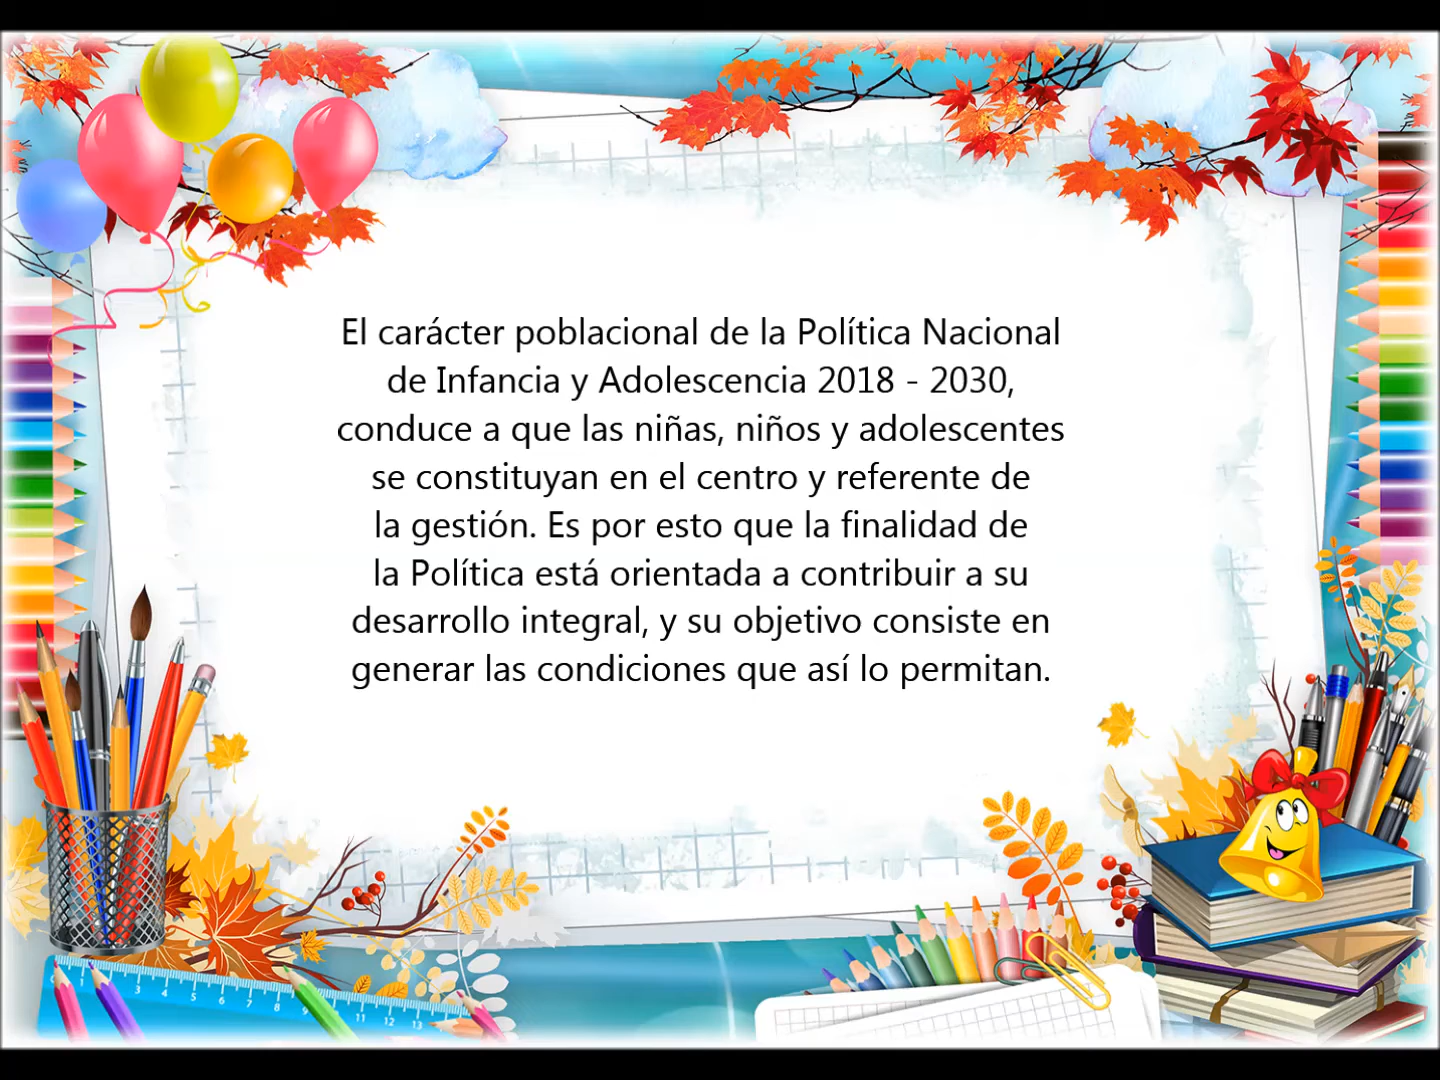 El carácter poblacional de la Política Nacional
de Infancia y Adolescencia 2018 - 2030,
conduce a que las niñas, niños y adolescentes
se constituyan en el centro y referente de
la gestión. Es por esto que la finalidad de
la Política está orientada a contribuir a su
desarrollo integral, y su objetivo consiste en
generar las condiciones que así lo permitan.